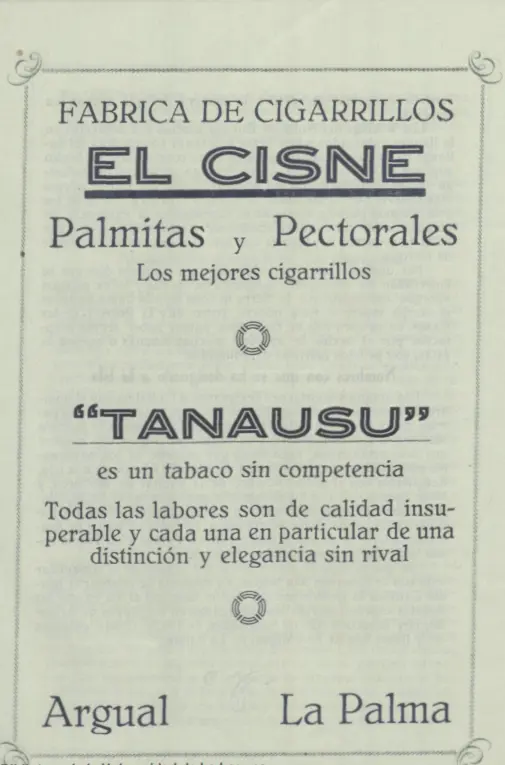 FABRICA DE CIGARRILLOS
EL CISNE
Palmitas y Pectorales
Los mejores cigarrillos
“TANAUSU”
es un tabaco sin competencia
Todas las labores son de calidad insu-
perable y cada una en particular de una
distinción y elegancia sin rival
Argual La Palma